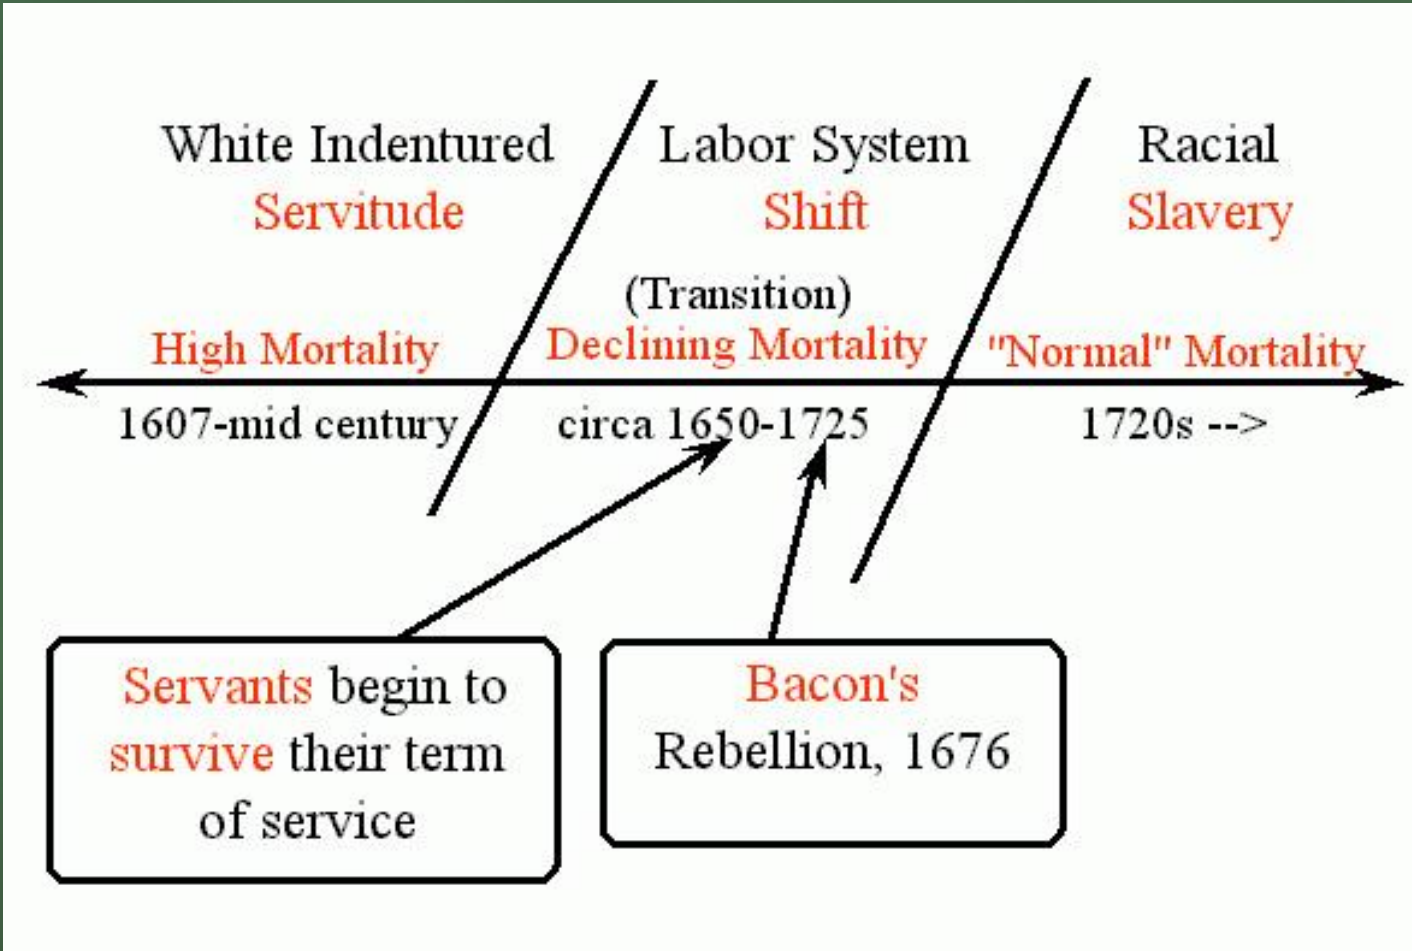 White Indentured
Servitude
Labor System
Shift
Racial
Slavery
(Transition)
High Mortality
Declining Mortality
"Normal" Mortality
1607-mid century
circa 1650-1725
1720s -->
Servants begin to
survive their term
of service
Bacon's
Rebellion, 1676